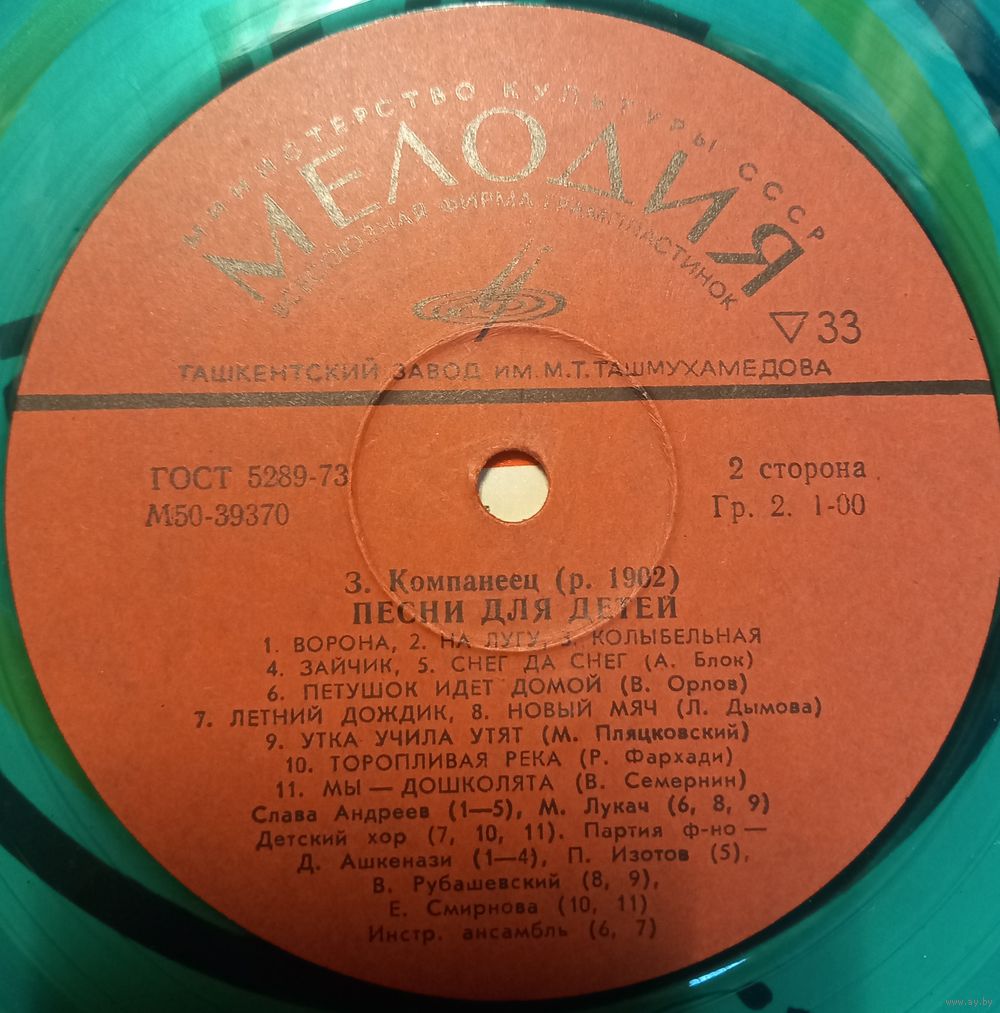 МИНИСТЕРСТВО КУЛЬТУРЫ СССР
МЕЛОДИЯ
ВСЕСОЮЗНАЯ ФИРМА ГРАМПЛАСТИНОК
33
ТАШКЕНТСКИЙ ЗАВОД ИМ. М.Т. ТАШМУХАМЕДОВА
ГОСТ 5289-73
М50-39370
2 сторона
Гр. 2. 1-00
З. Компанеец (р. 1902)
ПЕСНИ ДЛЯ ДЕТЕЙ
1. ВОРОНА, 2. НА ЛУГУ, 3. КОЛЫБЕЛЬНАЯ
4. ЗАЙЧИК, 5. СНЕГ ДА СНЕГ (А. Блок)
6. ПЕТУШОК ИДЕТ ДОМОЙ (В. Орлов)
7. ЛЕТНИЙ ДОЖДИК, 8. НОВЫЙ МЯЧ (Л. Дымова)
9. УТКА УЧИЛА УТЯТ (М. Пляцковский)
10. ТОРОПЛИВАЯ РЕКА (Р. Фархади)
11. МЫ — ДОШКОЛЯТА (В. Семернин)
Слава Андреев (1—5), М. Лукач (6, 8, 9)
Детский хор (7, 10, 11). Партия ф-но —
Д. Ашкенази (1—4), П. Изотов (5),
В. Рубашевский (8, 9),
Е. Смирнова (10, 11)
Инстр. ансамбль (6, 7)
www.ay.by